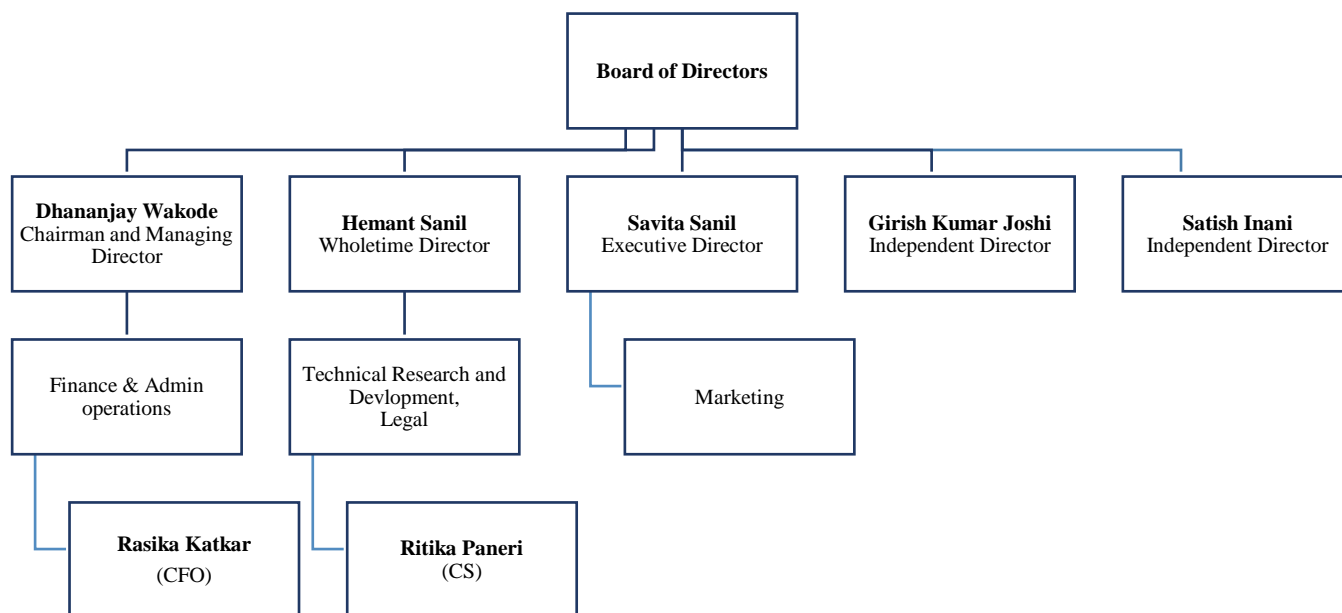 Board of Directors
Dhananjay Wakode
Chairman and Managing
Director
Hemant Sanil
Wholetime Director
Savita Sanil
Executive Director
Girish Kumar Joshi
Independent Director
Satish Inani
Independent Director
Finance & Admin
operations
Technical Research and
Devlopment,
Legal
Marketing
Rasika Katkar
(CFO)
Ritika Paneri
(CS)